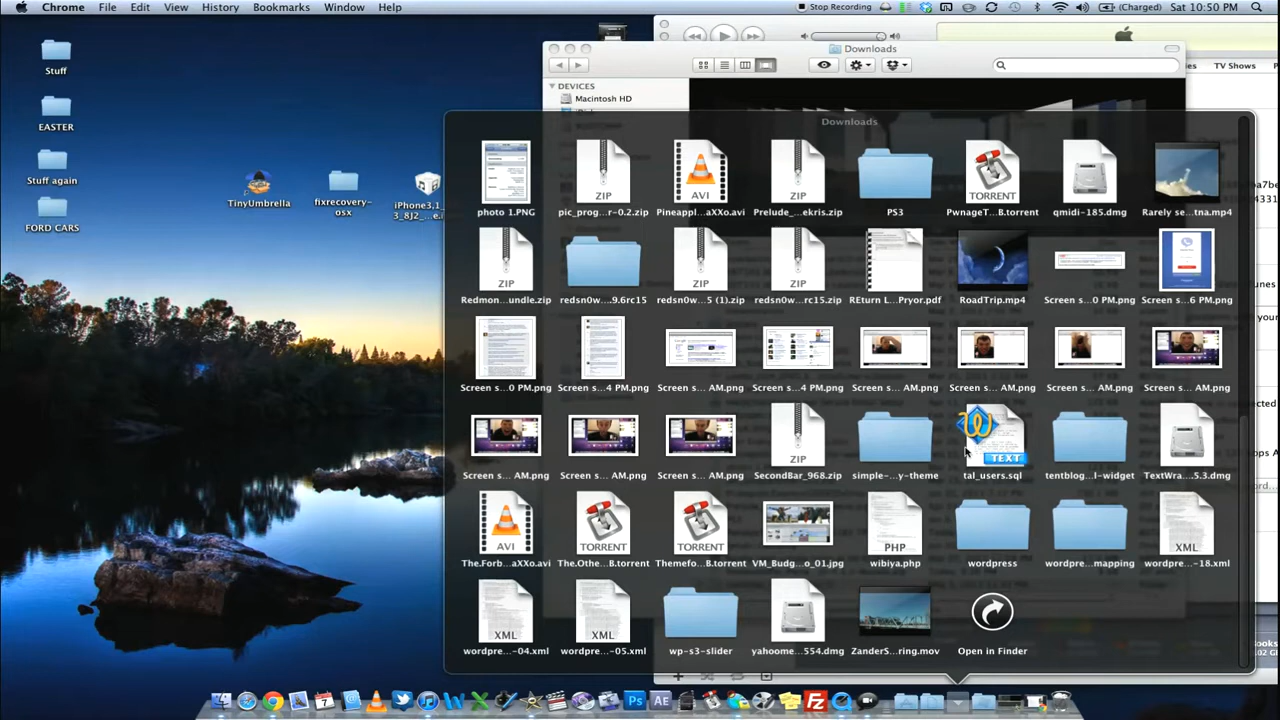 Chrome File Edit View History Bookmarks Window Help
Stop Recording
(Charged) Sat 10:50 PM
Stuff
EASTER
Stuff again
FORD CARS
TinyUmbrella
fixrecovery-
osx
iPhone3,1_
Downloads
TV Shows
DEVICES
Macintosh HD
Downloads
ZIP AVI ZIP TORRENT
photo 1.PNG pic_prog...r-0.2.zip Pineappl...aXXo.avi Prelude_...ekris.zip PS3 PwnageT...B.torrent qmidi-185.dmg Rarely se...tna.mp4
ZIP ZIP ZIP
Redmon...undle.zip redsn0w...9.6rc15 redsn0w...5 (1).zip redsn0w...rc15.zip REturn L...Pryor.pdf RoadTrip.mp4 Screen s...0 PM.png Screen s...6 PM.png
Screen s...0 PM.png Screen s...4 PM.png Screen s... AM.png Screen s...4 PM.png Screen s... AM.png Screen s... AM.png Screen s... AM.png Screen s... AM.png
ZIP TEXT
Screen s... AM.png Screen s... AM.png Screen s... AM.png SecondBar_968.zip simple-...y-theme tal_users.sql tentblog...l-widget TextWra...5.3.dmg
AVI TORRENT TORRENT PHP XML
The.Forb...aXXo.avi The.Othe...B.torrent Themefo...B.torrent VM_Budg...o_01.jpg wibiya.php wordpress wordpre...mapping wordpre...-18.xml
XML XML
wordpre...-04.xml wordpre...-05.xml wp-s3-slider yahoome...554.dmg ZanderS...ring.mov Open in Finder
Ps Ae Fz